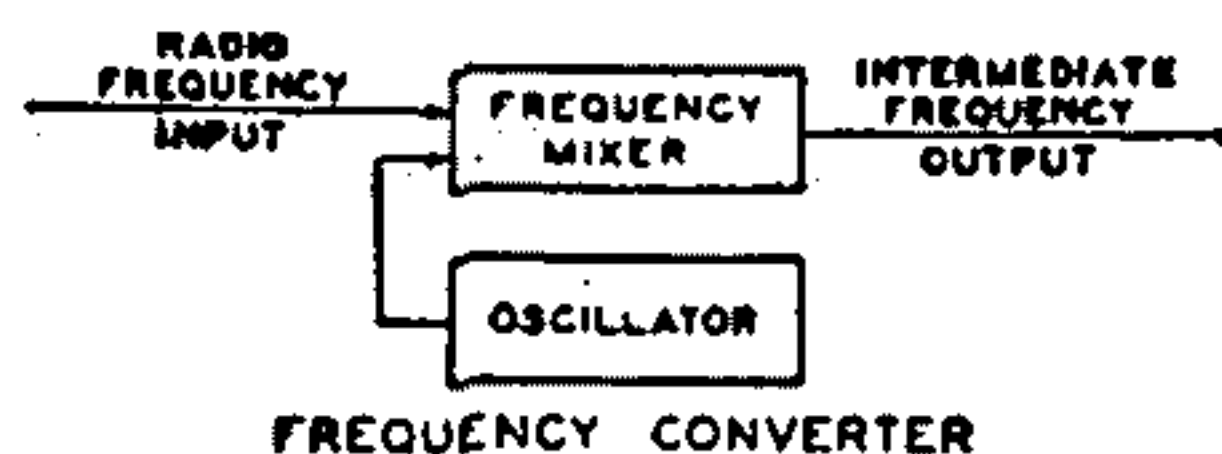 RADIO
FREQUENCY
INPUT
FREQUENCY
MIXER
INTERMEDIATE
FREQUENCY
OUTPUT
OSCILLATOR
FREQUENCY CONVERTER